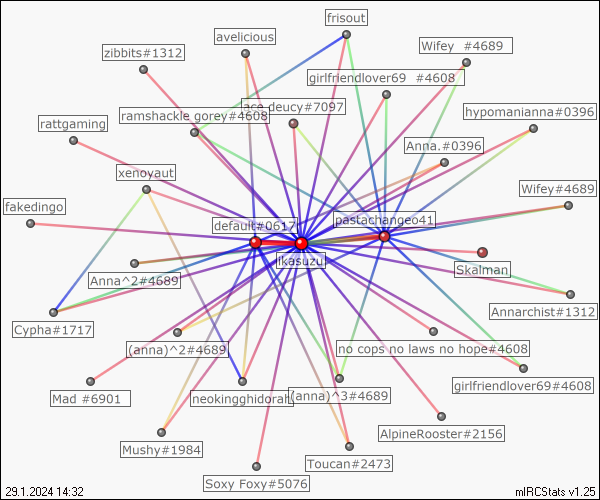 frisout
avelicious
Wifey  #4689
zibbits#1312
girlfriendlover69  #4608
ace deucy#7097
ramshackle gorey#4608
hypomanianna#0396
rattgaming
Anna.#0396
xenoyaut
Wifey#4689
fakedingo
pastachange41
default#0617
ikasuzu
Skalman
Anna^2#4689
Annarchist#1312
Cypha#1717
(anna)^2#4689
no cops no laws no hope#4608
girlfriendlover69#4608
Mad #6901
neokingghidorah
(anna)^3#4689
AlpineRooster#2156
Mushy#1984
Toucan#2473
Soxy Foxy#5076
29.1.2024 14:32
mIRCStats v1.25